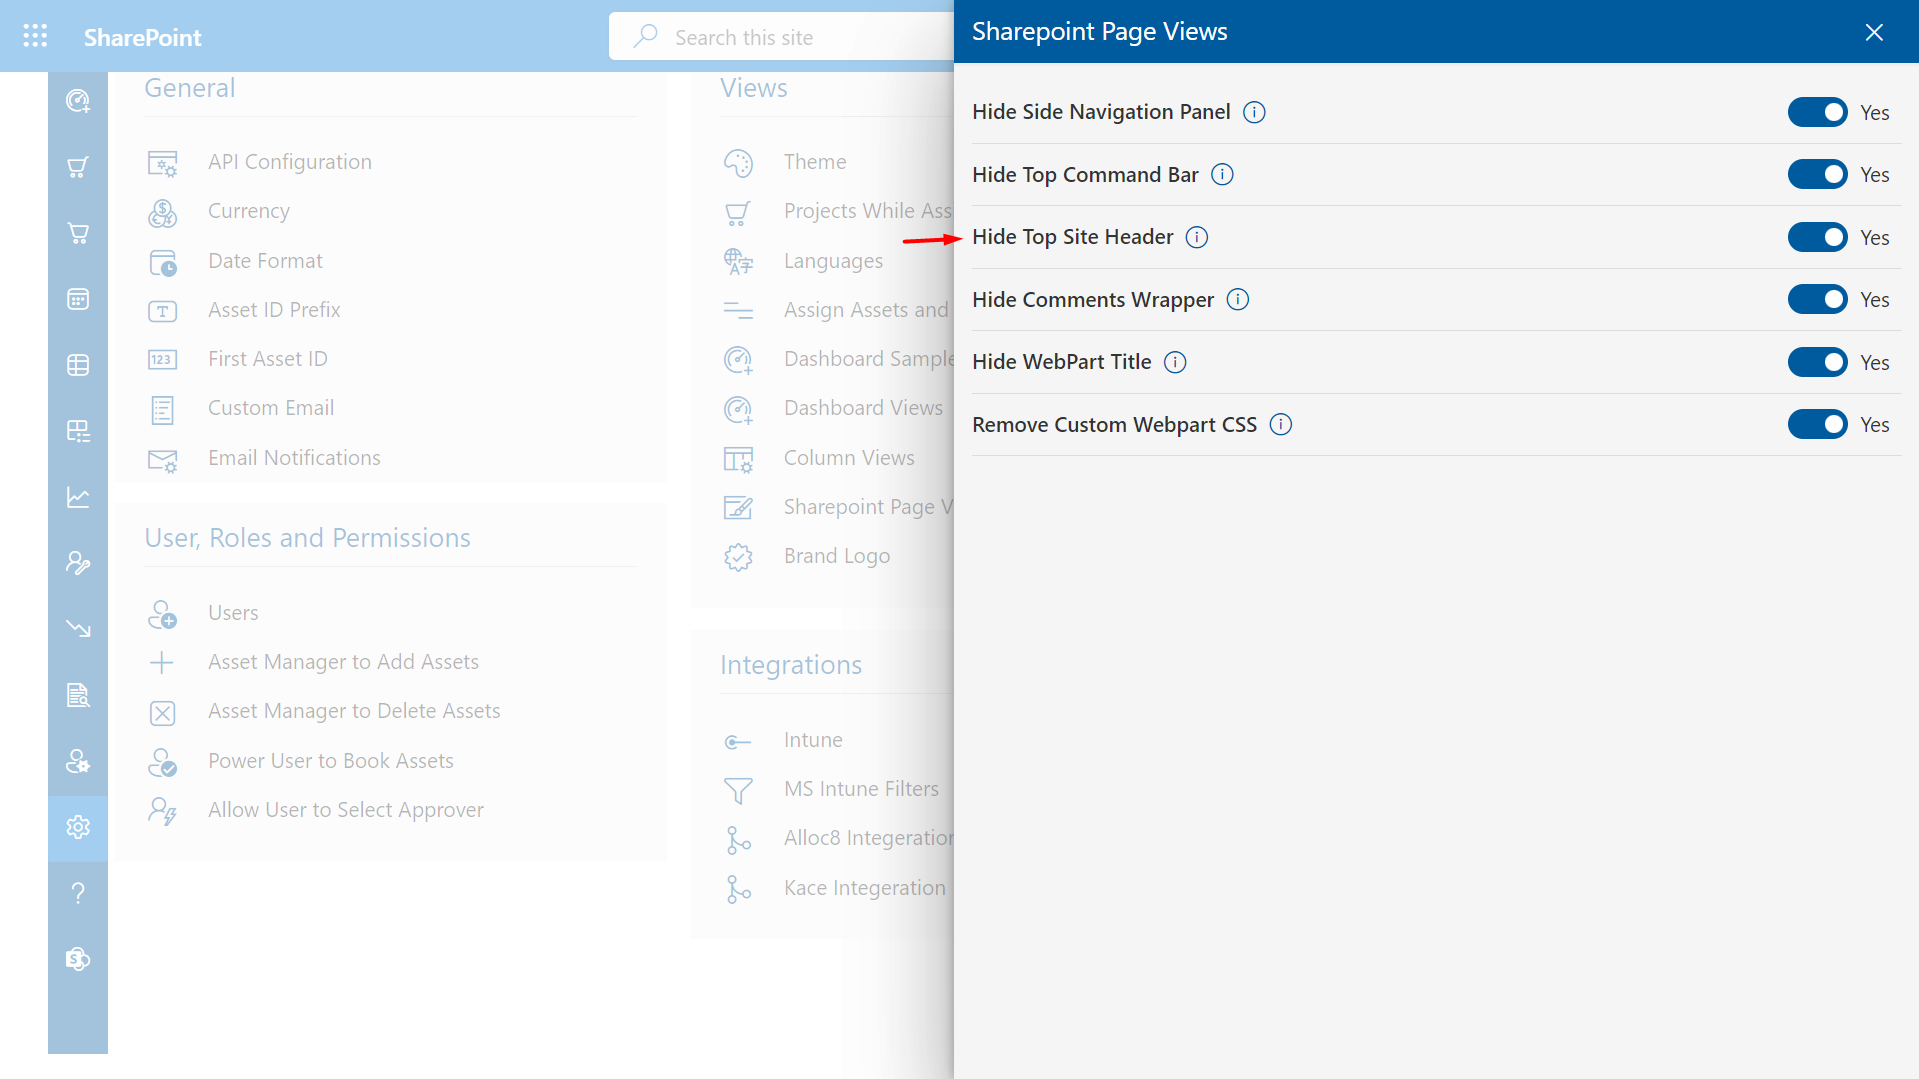 SharePoint
Search this site
General
API Configuration
Currency
Date Format
Asset ID Prefix
First Asset ID
123
Custom Email
Email Notifications
User, Roles and Permissions
Users
Asset Manager to Add Assets
Asset Manager to Delete Assets
Power User to Book Assets
Allow User to Select Approver
Views
Theme
Projects While Ass
Languages
Assign Assets and
Dashboard Sample
Dashboard Views
Column Views
Sharepoint Page V
Brand Logo
Integrations
Intune
MS Intune Filters
Alloc8 Integeration
Kace Integeration
Sharepoint Page Views
Hide Side Navigation Panel Yes
Hide Top Command Bar Yes
Hide Top Site Header Yes
Hide Comments Wrapper Yes
Hide WebPart Title Yes
Remove Custom Webpart CSS Yes